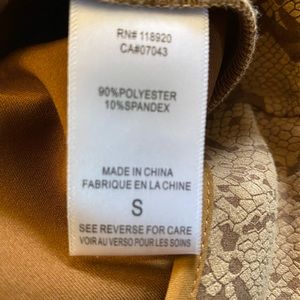 RN# 118920
CA#07043
90%POLYESTER
10%SPANDEX
MADE IN CHINA
FABRIQUE EN LA CHINE
S
SEE REVERSE FOR CARE
VOIR AU VERSO POUR LES SOINS